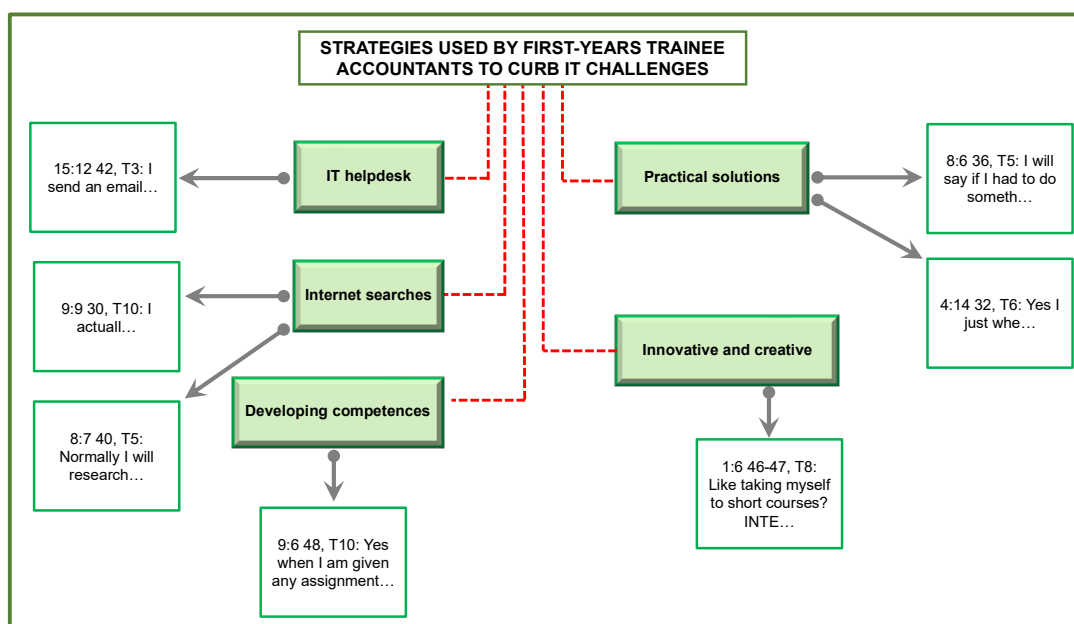 STRATEGIES USED BY FIRST-YEARS TRAINEE
ACCOUNTANTS TO CURB IT CHALLENGES
15:12 42, T3: I
send an email…
IT helpdesk
Practical solutions
8:6 36, T5: I will
say if I had to do
someth…
9:9 30, T10: I
actuall…
Internet searches
4:14 32, T6: Yes I
just whe…
Innovative and creative
Developing competences
8:7 40, T5:
Normally I will
research…
1:6 46-47, T8:
Like taking myself
to short courses?
INTE…
9:6 48, T10: Yes
when I am given
any assignment…